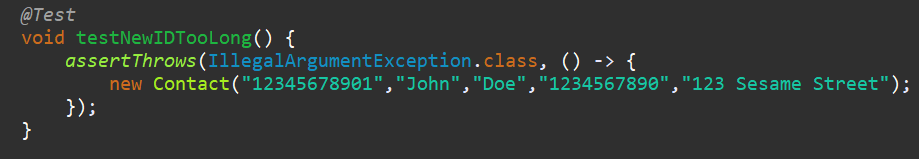 @Test
void testNewIDTooLong() {
    assertThrows(IllegalArgumentException.class, () -> {
        new Contact("12345678901","John","Doe","1234567890","123 Sesame Street");
    });
}